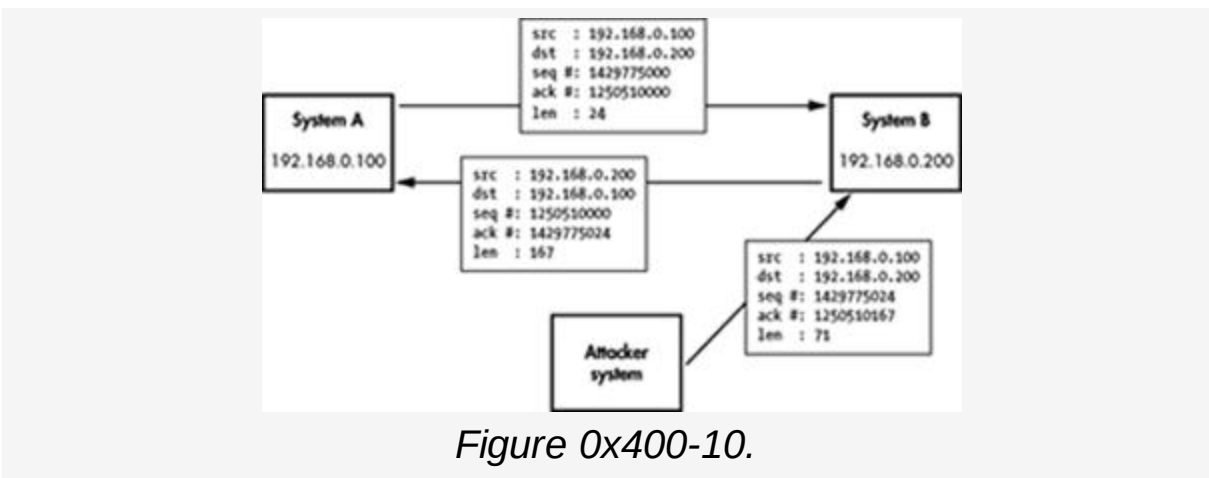 src : 192.168.0.100
dst : 192.168.0.200
seq #: 1429775000
ack #: 1250510000
len : 24
System A
192.168.0.100
System B
192.168.0.200
src : 192.168.0.200
dst : 192.168.0.100
seq #: 1250510000
ack #: 1429775024
len : 167
src : 192.168.0.100
dst : 192.168.0.200
seq #: 1429775024
ack #: 1250510167
len : 71
Attacker
system
Figure 0x400-10.